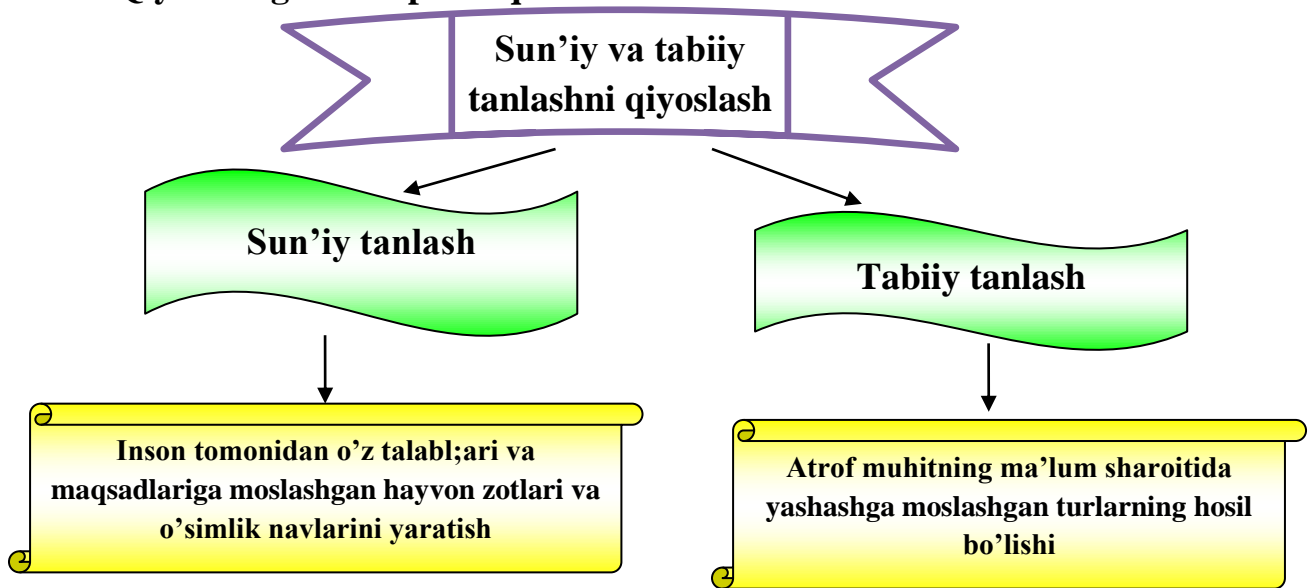 Sun’iy va tabiiy
tanlashni qiyoslash
Sun’iy tanlash
Tabiiy tanlash
Inson tomonidan o’z talabl;ari va
maqsadlariga moslashgan hayvon zotlari va
o’simlik navlarini yaratish
Atrof muhitning ma’lum sharoitida
yashashga moslashgan turlarning hosil
bo’lishi